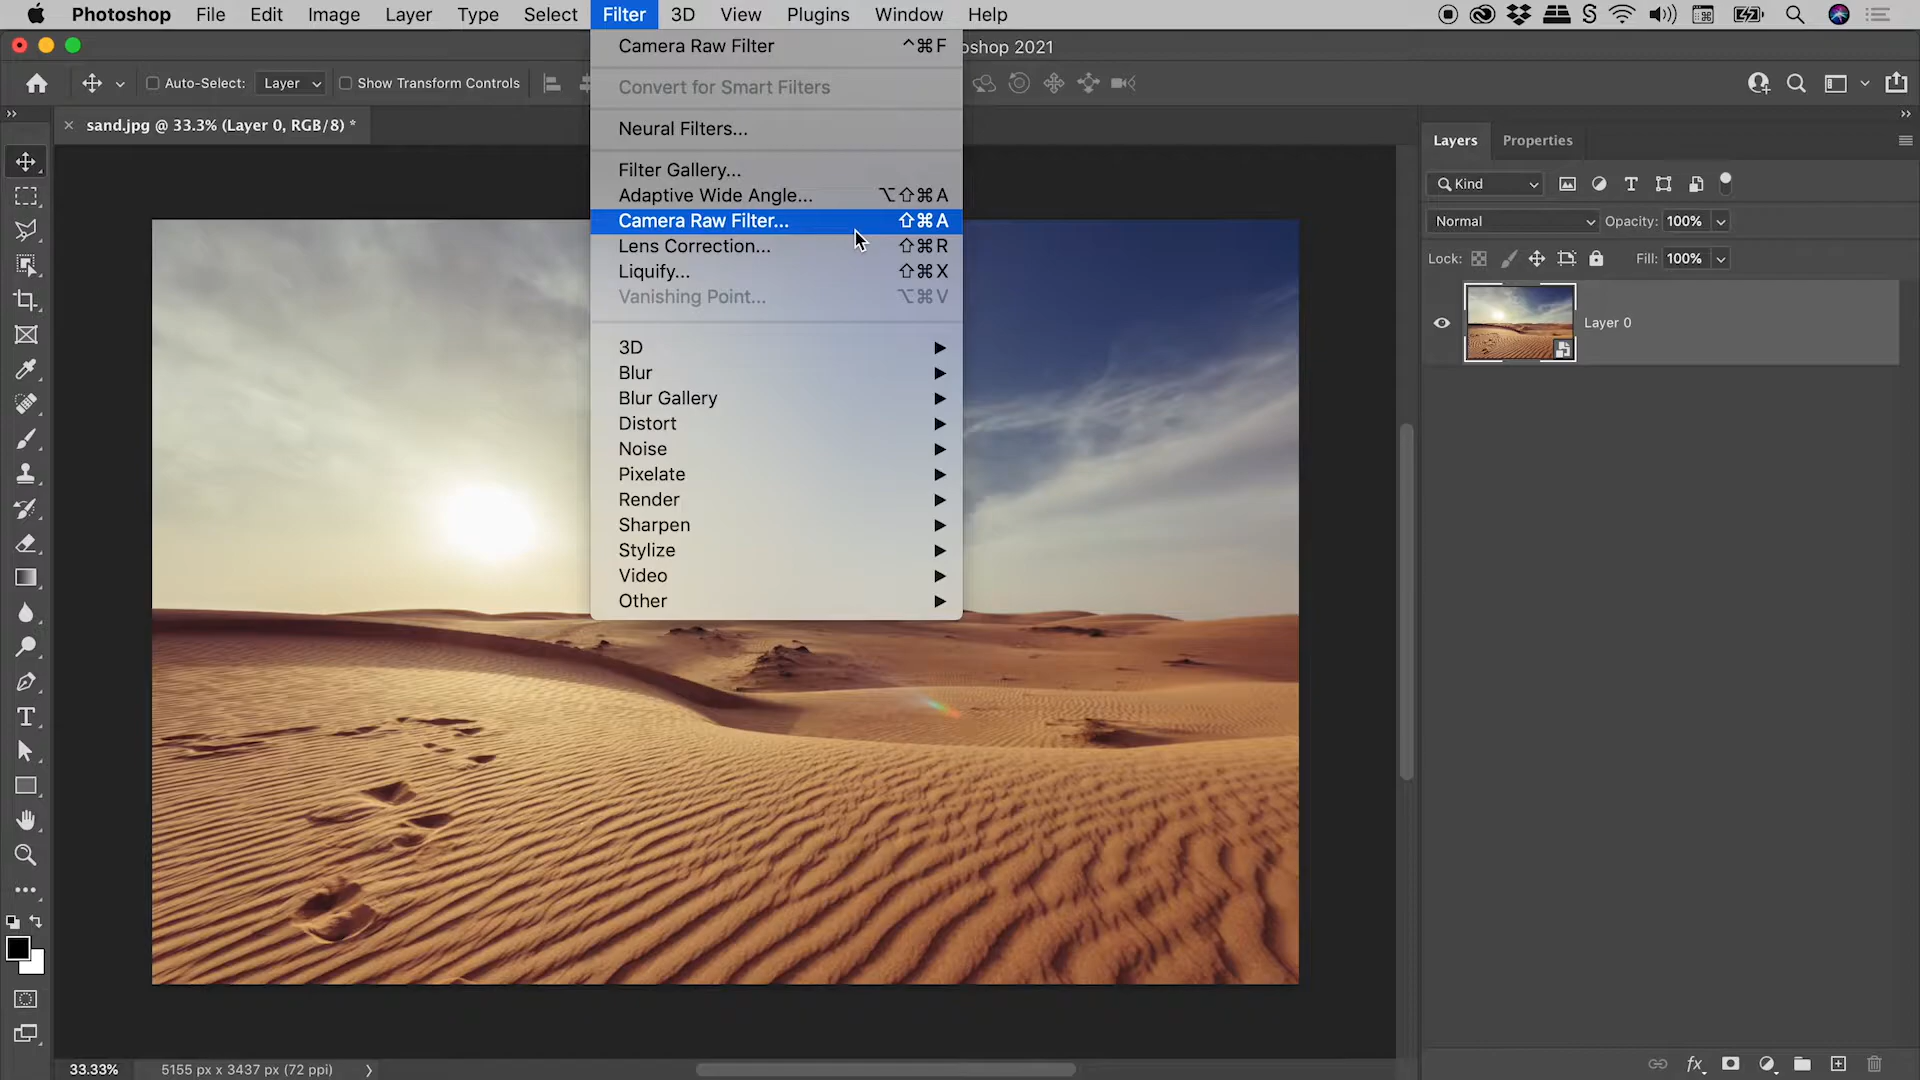 Photoshop File Edit Image Layer Type Select Filter 3D View Plugins Window Help
oshop 2021
Auto-Select: Layer Show Transform Controls
sand.jpg @ 33.3% (Layer 0, RGB/8) *
Camera Raw Filter ^⌘F
Convert for Smart Filters
Neural Filters...
Filter Gallery...
Adaptive Wide Angle... ⌥⇧⌘A
Camera Raw Filter... ⇧⌘A
Lens Correction... ⇧⌘R
Liquify... ⇧⌘X
Vanishing Point... ⌥⌘V
3D
Blur
Blur Gallery
Distort
Noise
Pixelate
Render
Sharpen
Stylize
Video
Other
Layers Properties
Kind
Normal Opacity: 100%
Lock: Fill: 100%
Layer 0
33.33% 5155 px x 3437 px (72 ppi)
fx